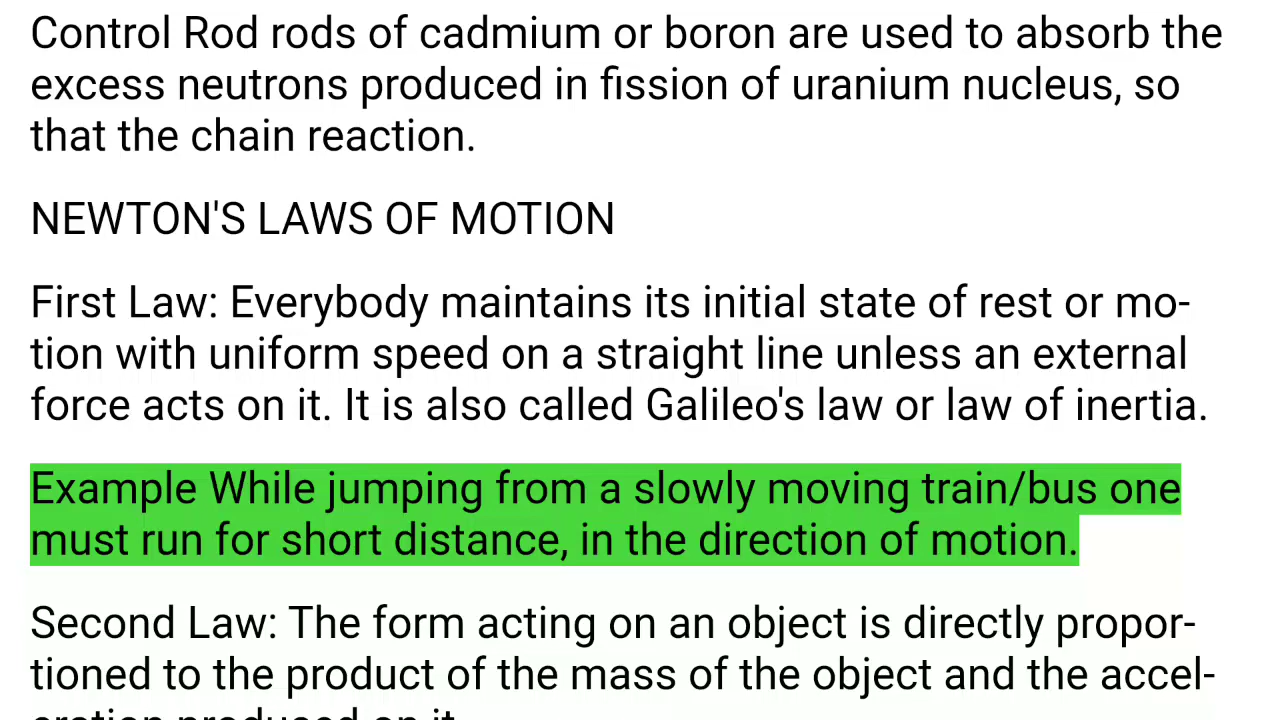 Control Rod rods of cadmium or boron are used to absorb the
excess neutrons produced in fission of uranium nucleus, so
that the chain reaction.
NEWTON'S LAWS OF MOTION
First Law: Everybody maintains its initial state of rest or mo-
tion with uniform speed on a straight line unless an external
force acts on it. It is also called Galileo's law or law of inertia.
Example While jumping from a slowly moving train/bus one
must run for short distance, in the direction of motion.
Second Law: The form acting on an object is directly propor-
tioned to the product of the mass of the object and the accel-
eration produced on it.